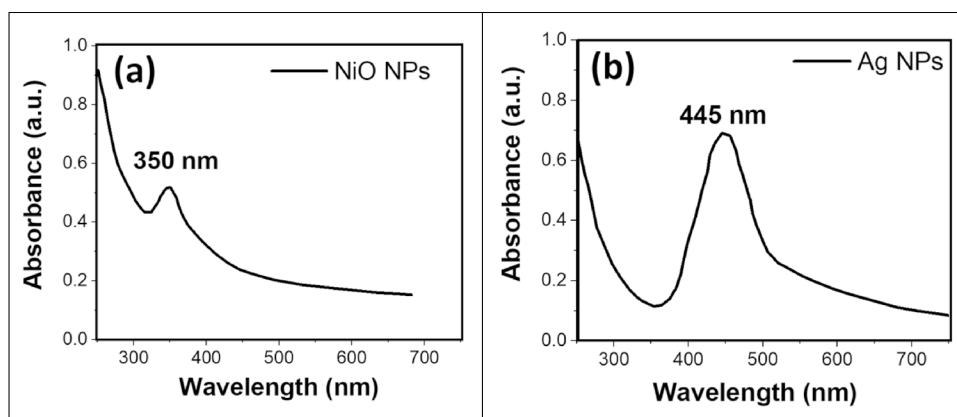 (a)
NiO NPs
350 nm
1.0
0.8
0.6
0.4
0.2
0.0
300 400 500 600 700
Absorbance (a.u.)
Wavelength (nm)
(b)
Ag NPs
445 nm
1.0
0.8
0.6
0.4
0.2
0.0
300 400 500 600 700
Absorbance (a.u.)
Wavelength (nm)